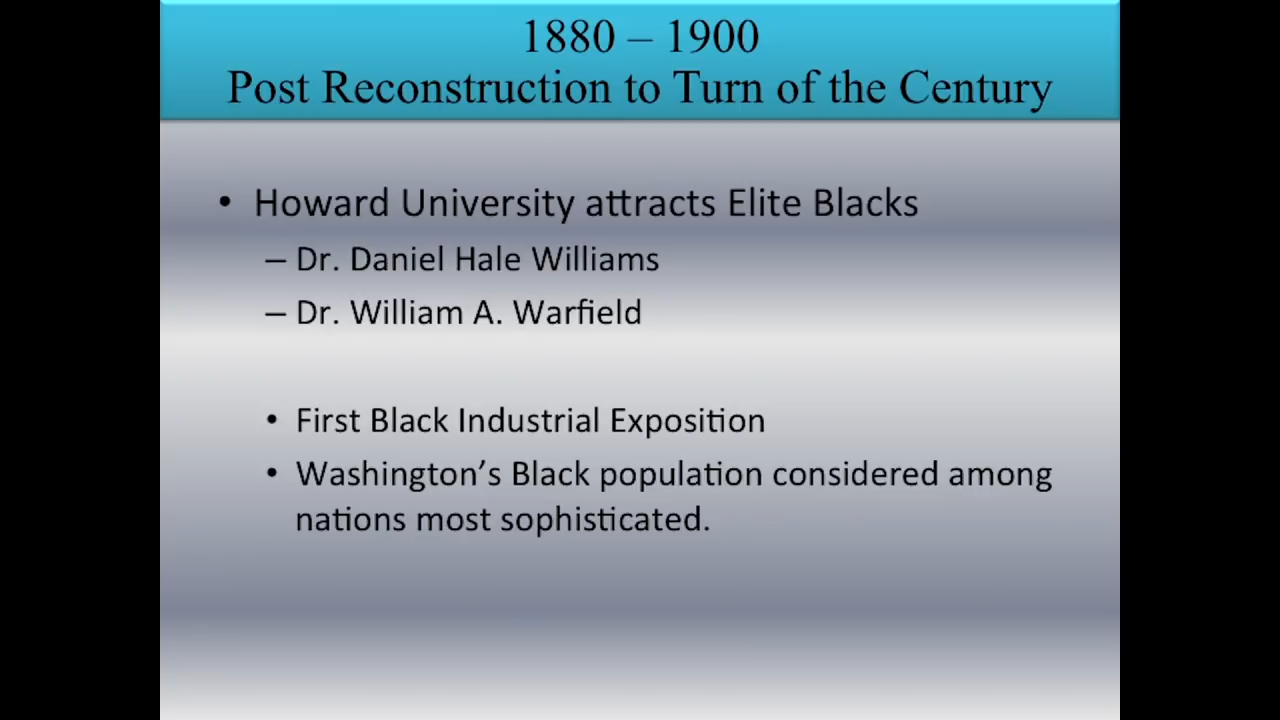 1880 – 1900
Post Reconstruction to Turn of the Century
• Howard University attracts Elite Blacks
– Dr. Daniel Hale Williams
– Dr. William A. Warfield
• First Black Industrial Exposition
• Washington’s Black population considered among
nations most sophisticated.